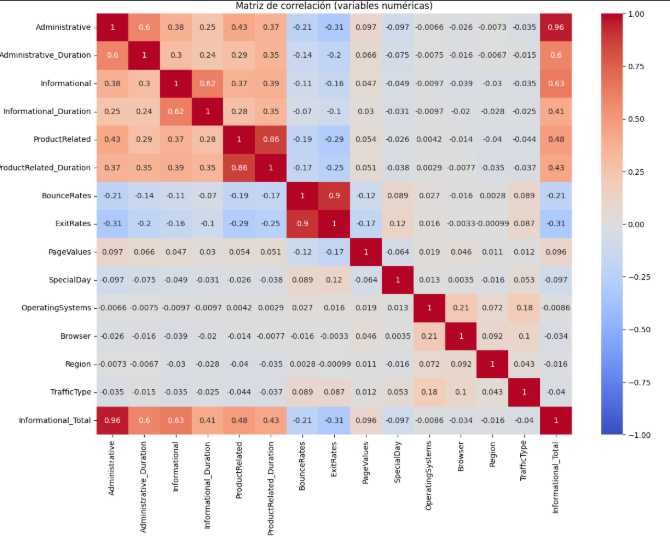 Matriz de correlación (variables numéricas)
Administrative 1 0.6 0.38 0.25 0.43 0.37 -0.21 -0.31 0.097 -0.097 -0.0066 -0.026 -0.0073 -0.035 0.96
Administrative_Duration 0.6 1 0.3 0.24 0.29 0.35 -0.14 -0.2 0.066 -0.075 -0.0075 -0.016 -0.0067 -0.015 0.6
Informational 0.38 0.3 1 0.62 0.37 0.39 -0.11 -0.16 0.047 -0.049 -0.0097 -0.039 -0.03 -0.035 0.63
Informational_Duration 0.25 0.24 0.62 1 0.28 0.35 -0.07 -0.1 0.03 -0.031 -0.0097 -0.02 -0.028 -0.025 0.41
ProductRelated 0.43 0.29 0.37 0.28 1 0.86 -0.19 -0.29 0.054 -0.026 0.0042 -0.014 -0.04 -0.044 0.48
roductRelated_Duration 0.37 0.35 0.39 0.35 0.86 1 -0.17 -0.25 0.051 -0.038 0.0029 -0.0077 -0.035 -0.037 0.43
BounceRates -0.21 -0.14 -0.11 -0.07 -0.19 -0.17 1 0.9 -0.12 0.089 0.027 -0.016 0.0028 0.089 -0.21
ExitRates -0.31 -0.2 -0.16 -0.1 -0.29 -0.25 0.9 1 -0.17 0.12 0.016 -0.0033 -0.00099 0.087 -0.31
PageValues 0.097 0.066 0.047 0.03 0.054 0.051 -0.12 -0.17 1 -0.064 0.019 0.046 0.011 0.012 0.096
SpecialDay -0.097 -0.075 -0.049 -0.031 -0.026 -0.038 0.089 0.12 -0.064 1 0.013 0.0035 -0.016 0.053 -0.097
OperatingSystems -0.0066 -0.0075 -0.0097 -0.0097 0.0042 0.0029 0.027 0.016 0.019 0.013 1 0.21 0.072 0.18 -0.0086
Browser -0.026 -0.016 -0.039 -0.02 -0.014 -0.0077 -0.016 -0.0033 0.046 0.0035 0.21 1 0.092 0.1 -0.034
Region -0.0073 -0.0067 -0.03 -0.028 -0.04 -0.035 0.0028 -0.00099 0.011 -0.016 0.072 0.092 1 0.043 -0.016
TrafficType -0.035 -0.015 -0.035 -0.025 -0.044 -0.037 0.089 0.087 0.012 0.053 0.18 0.1 0.043 1 -0.04
Informational_Total 0.96 0.6 0.63 0.41 0.48 0.43 -0.21 -0.31 0.096 -0.097 -0.0086 -0.034 -0.016 -0.04 1
Administrative
Administrative_Duration
Informational
Informational_Duration
ProductRelated
ProductRelated_Duration
BounceRates
ExitRates
PageValues
SpecialDay
OperatingSystems
Browser
Region
TrafficType
Informational_Total
1.00
0.75
0.50
0.25
0.00
−0.25
−0.50
−0.75
−1.00